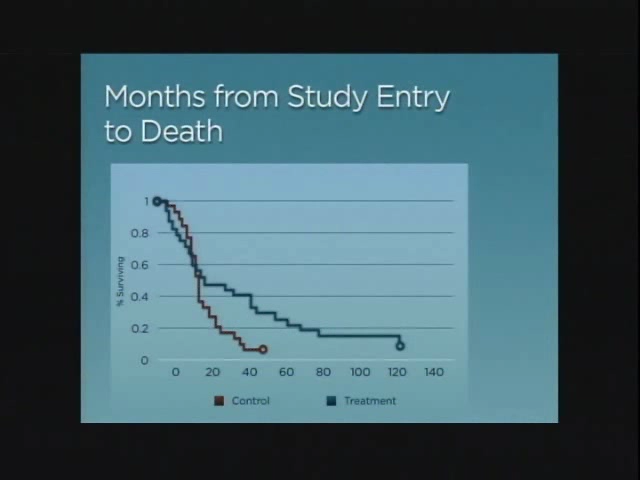 Months from Study Entry
to Death
% Surviving
1
0.8
0.6
0.4
0.2
0
0 20 40 60 80 100 120 140
Control Treatment